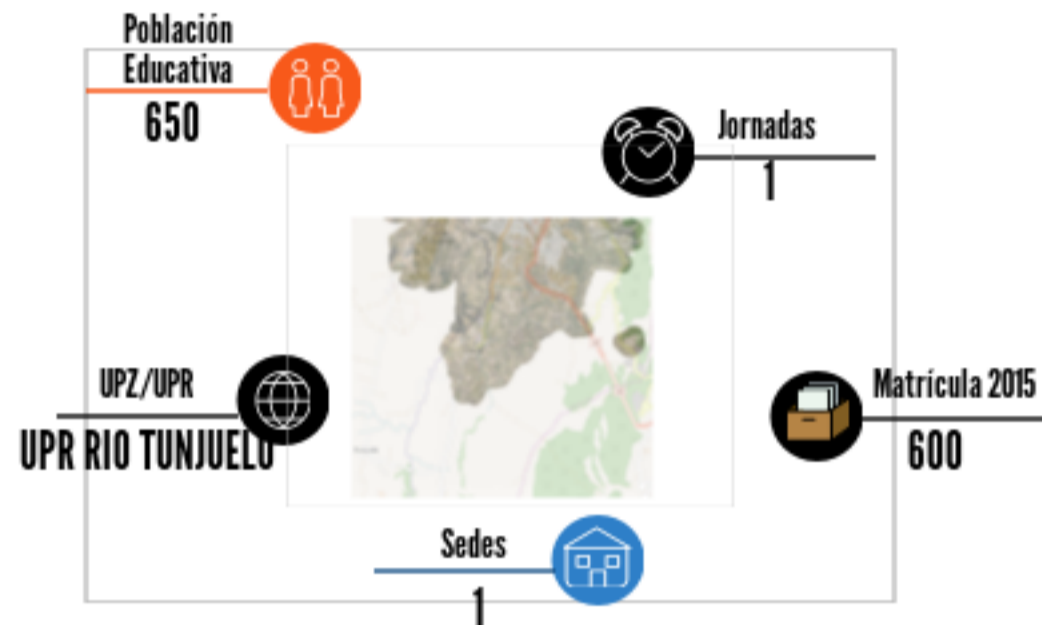 Población
Educativa
650
Jornadas
1
UPZ/UPR
UPR RIO TUNJUELO
Matrícula 2015
600
Sedes
1